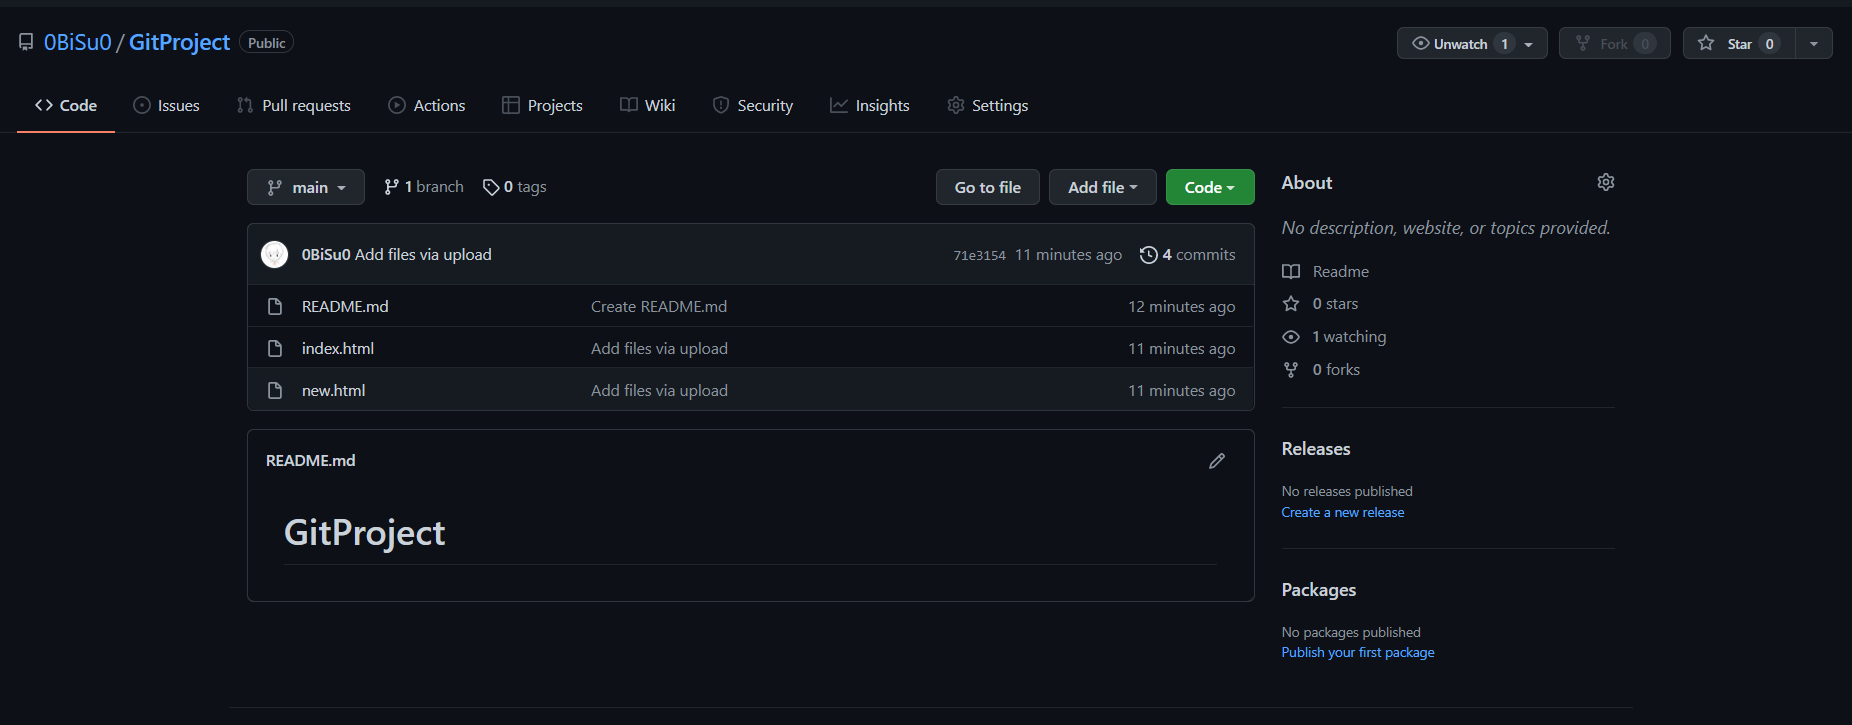 0BiSu0 / GitProject Public
Unwatch 1
Fork 0
Star 0
Code
Issues
Pull requests
Actions
Projects
Wiki
Security
Insights
Settings
main
1 branch
0 tags
Go to file
Add file
Code
0BiSu0 Add files via upload 71e3154 11 minutes ago 4 commits
README.md Create README.md 12 minutes ago
index.html Add files via upload 11 minutes ago
new.html Add files via upload 11 minutes ago
README.md
GitProject
About
No description, website, or topics provided.
Readme
0 stars
1 watching
0 forks
Releases
No releases published
Create a new release
Packages
No packages published
Publish your first package